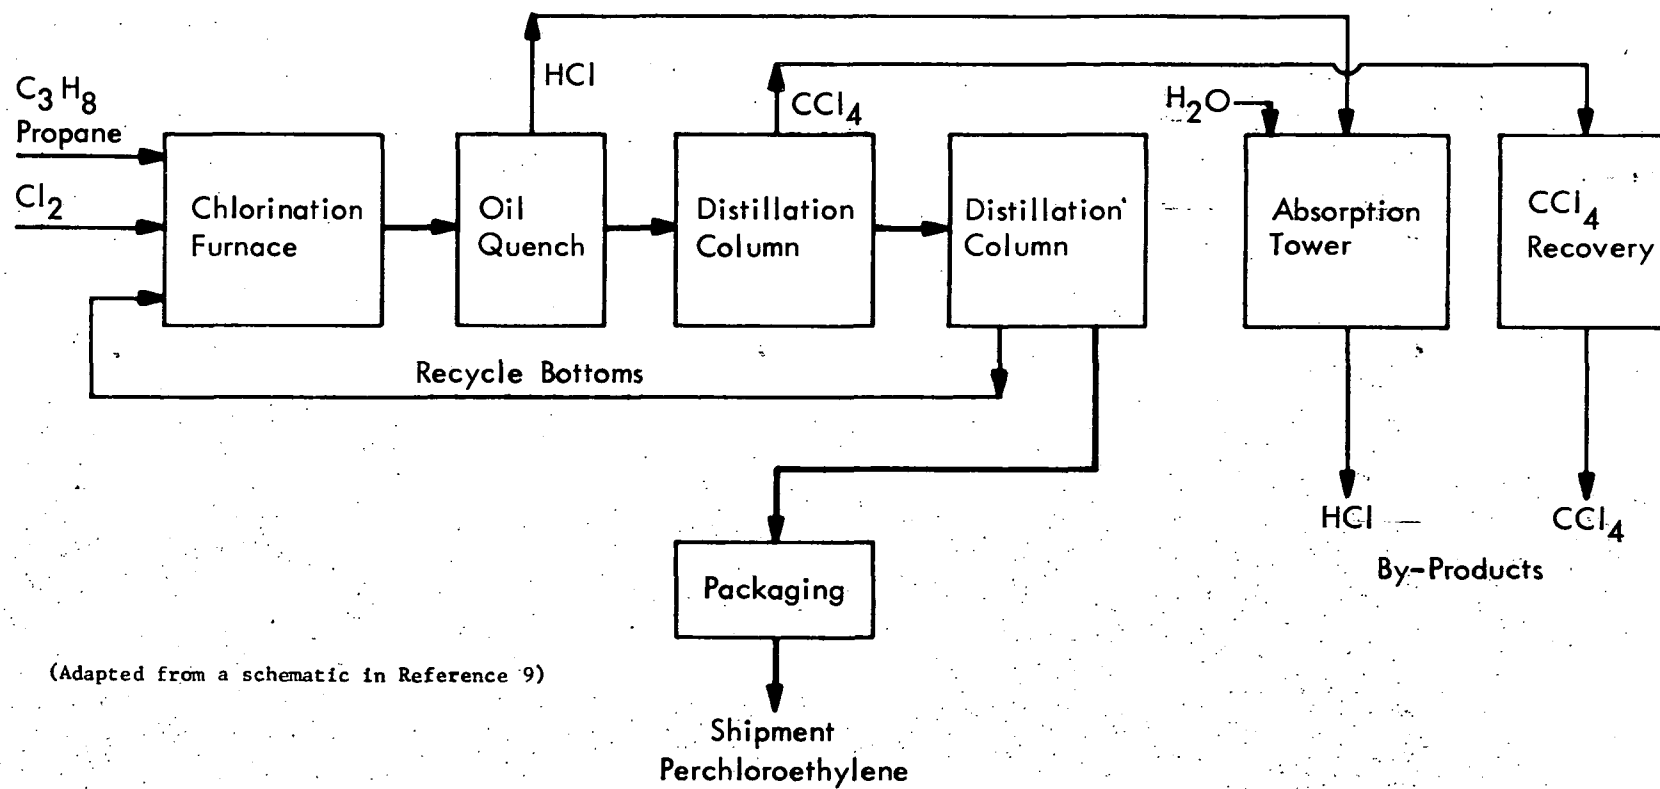 HCl
C3H8
Propane
CCl4
H2O
Cl2
Chlorination
Furnace
Oil
Quench
Distillation
Column
Distillation
Column
Absorption
Tower
CCl4
Recovery
Recycle Bottoms
HCl
CCl4
By-Products
Packaging
(Adapted from a schematic in Reference 9)
Shipment
Perchloroethylene